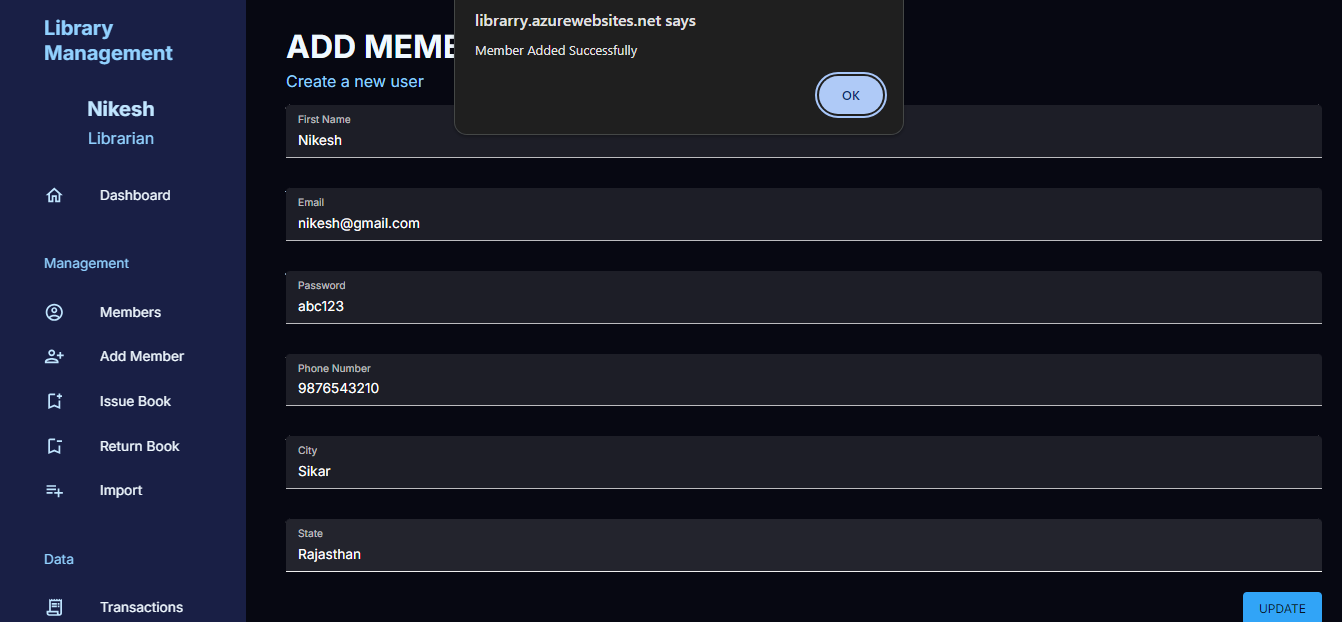 Library
Management
Nikesh
Librarian
Dashboard
Management
Members
Add Member
Issue Book
Return Book
Import
Data
Transactions
librarry.azurewebsites.net says
Member Added Successfully
OK
ADD MEME
Create a new user
First Name
Nikesh
Email
nikesh@gmail.com
Password
abc123
Phone Number
9876543210
City
Sikar
State
Rajasthan
UPDATE